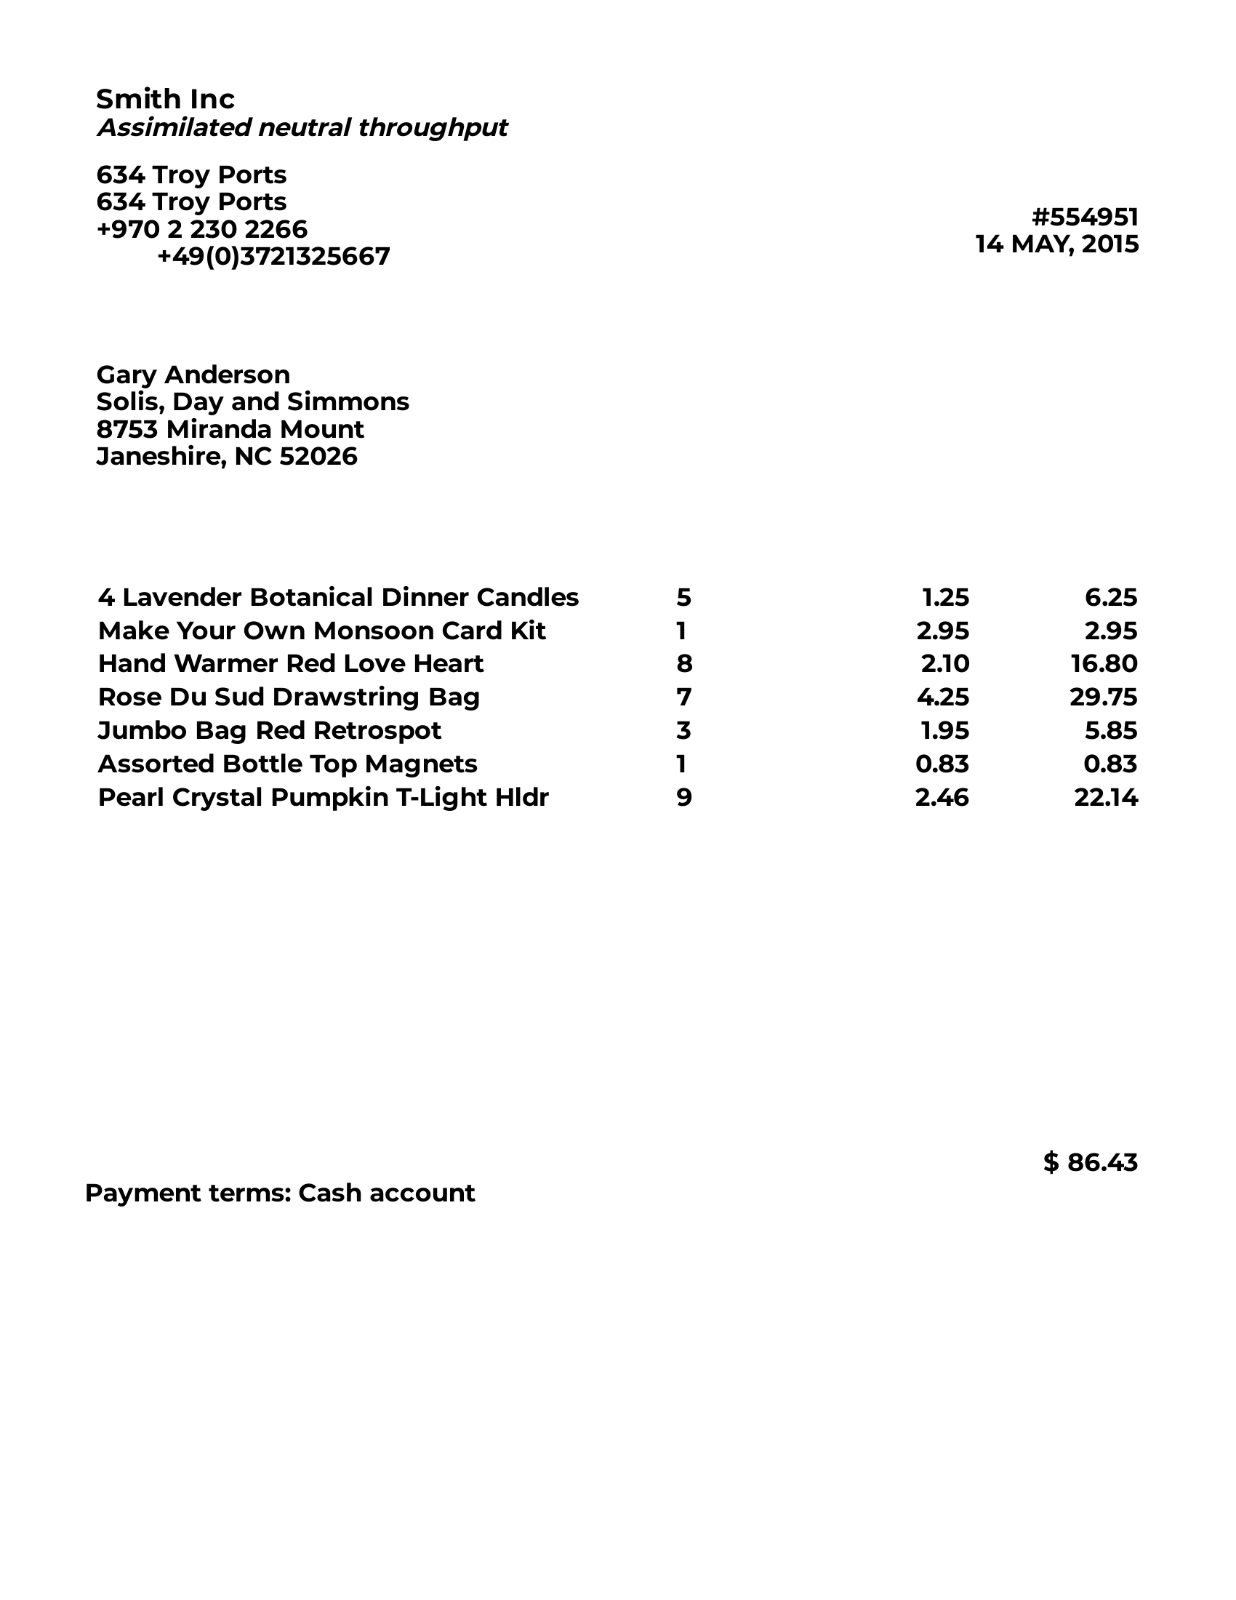 Smith Inc
Assimilated neutral throughput
634 Troy Ports
634 Troy Ports
+970 2 230 2266
+49(0)3721325667
#554951
14 MAY, 2015
Gary Anderson
Solis, Day and Simmons
8753 Miranda Mount
Janeshire, NC 52026
4 Lavender Botanical Dinner Candles 5 1.25 6.25
Make Your Own Monsoon Card Kit 1 2.95 2.95
Hand Warmer Red Love Heart 8 2.10 16.80
Rose Du Sud Drawstring Bag 7 4.25 29.75
Jumbo Bag Red Retrospot 3 1.95 5.85
Assorted Bottle Top Magnets 1 0.83 0.83
Pearl Crystal Pumpkin T-Light Hldr 9 2.46 22.14
$ 86.43
Payment terms: Cash account